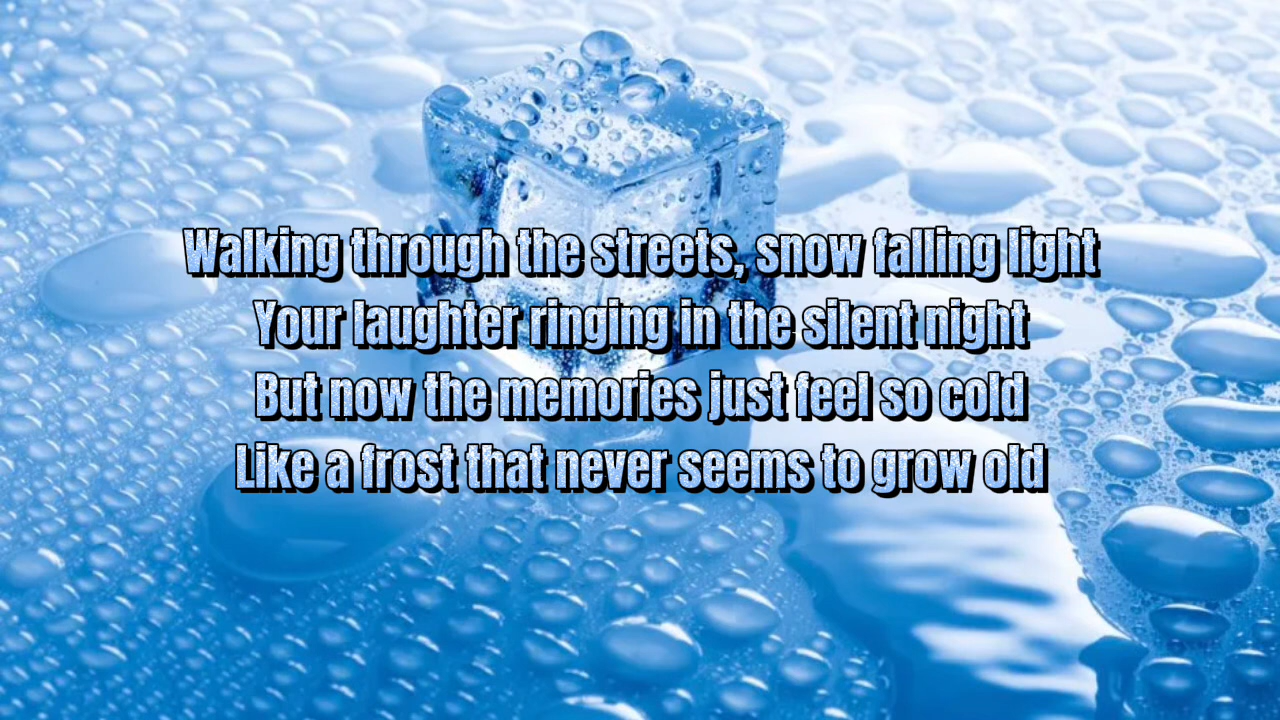 Walking through the streets, snow falling light
Your laughter ringing in the silent night
But now the memories just feel so cold
Like a frost that never seems to grow old